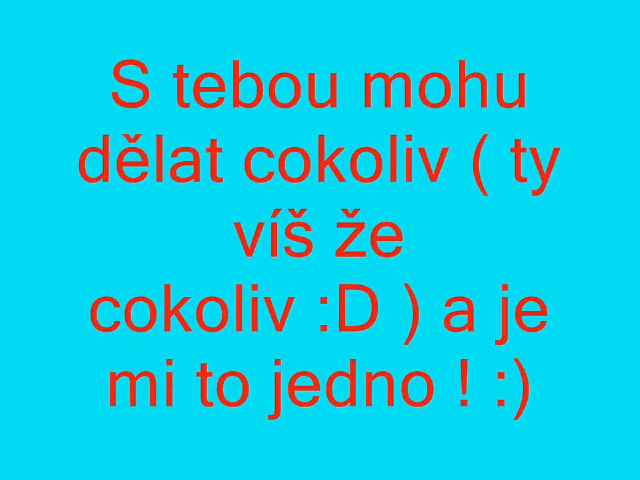 S tebou mohu
dělat cokoliv ( ty
víš že
cokoliv :D ) a je
mi to jedno ! :)